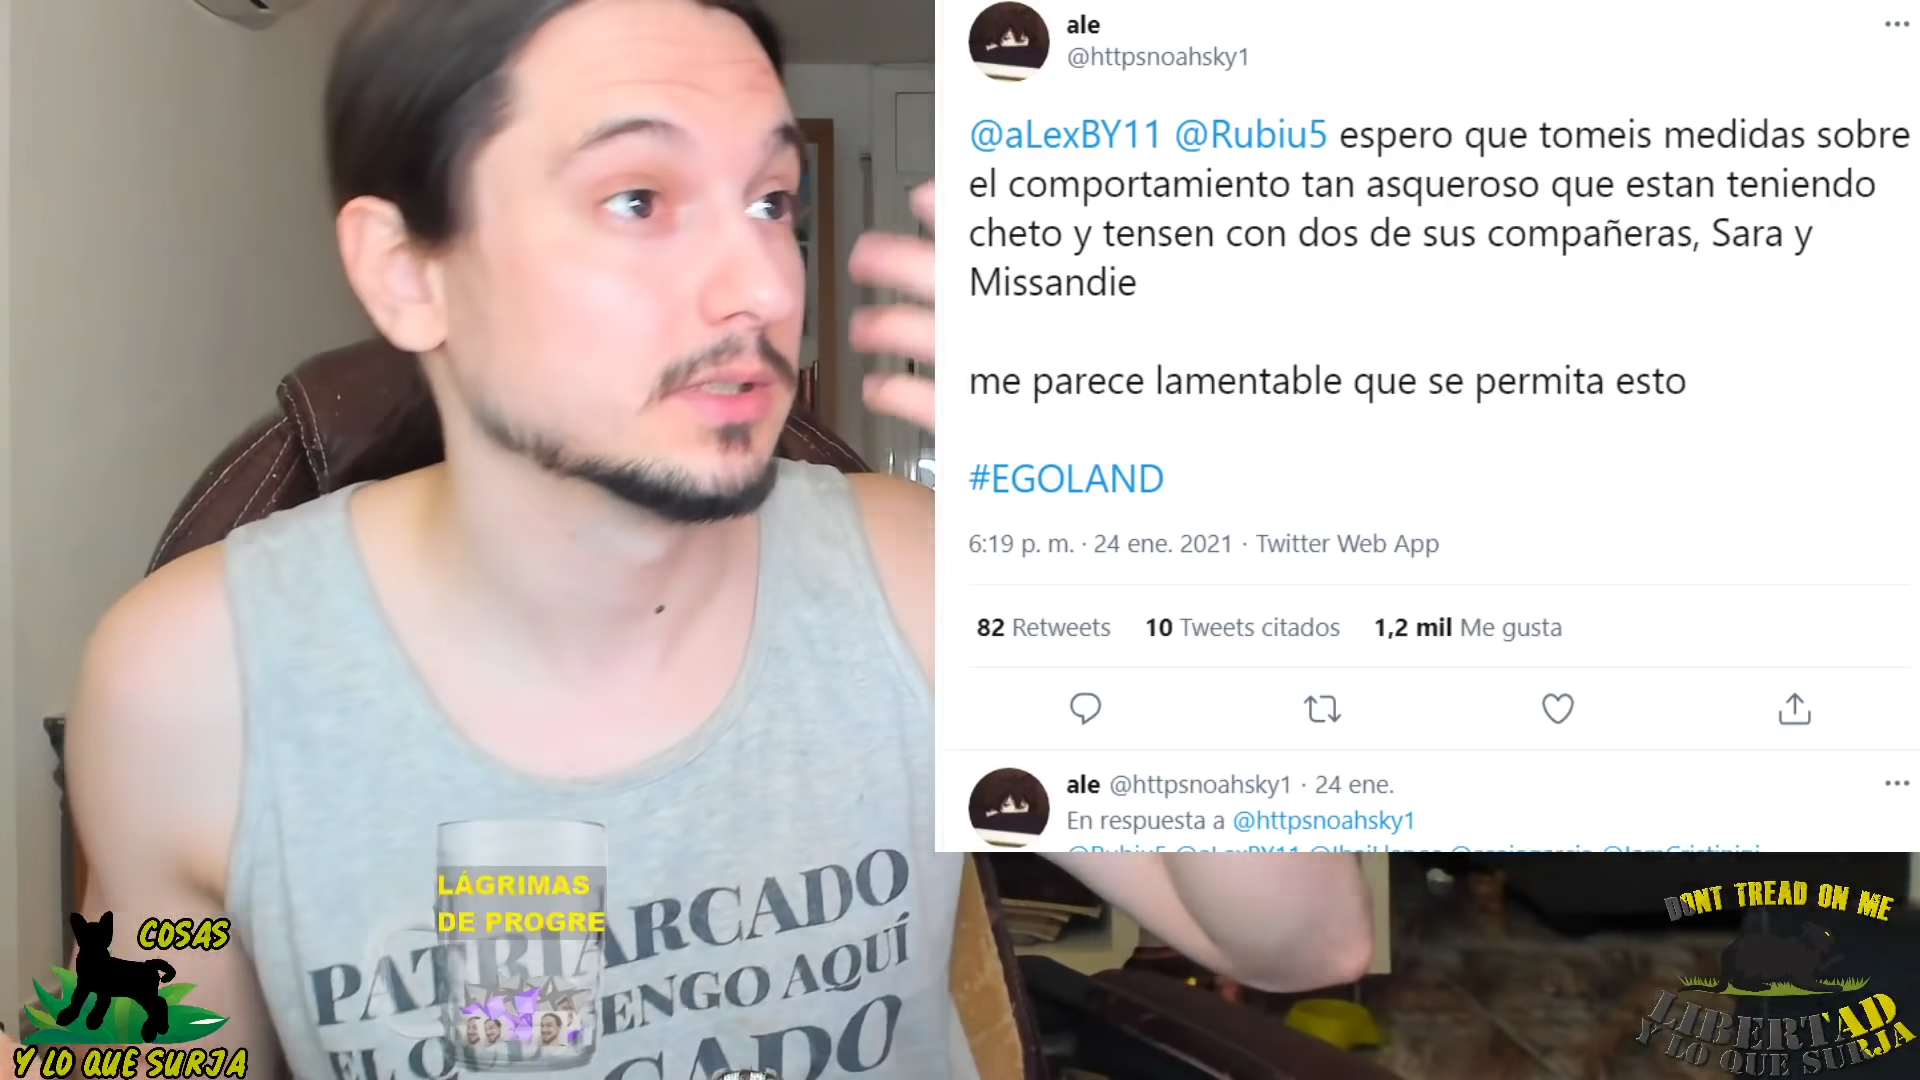 ale
@httpsnoahsky1
@aLexBY11 @Rubiu5 espero que tomeis medidas sobre
el comportamiento tan asqueroso que estan teniendo
cheto y tensen con dos de sus compañeras, Sara y
Missandie
me parece lamentable que se permita esto
#EGOLAND
6:19 p. m. · 24 ene. 2021 · Twitter Web App
82 Retweets 10 Tweets citados 1,2 mil Me gusta
ale @httpsnoahsky1 · 24 ene.
En respuesta a @httpsnoahsky1
LÁGRIMAS
DE PROGRE
PATRIARCADO
AQUÍ
COSAS
Y LO QUE SURJA
DONT TREAD ON ME
LIBERTAD
Y LO QUE SURJA